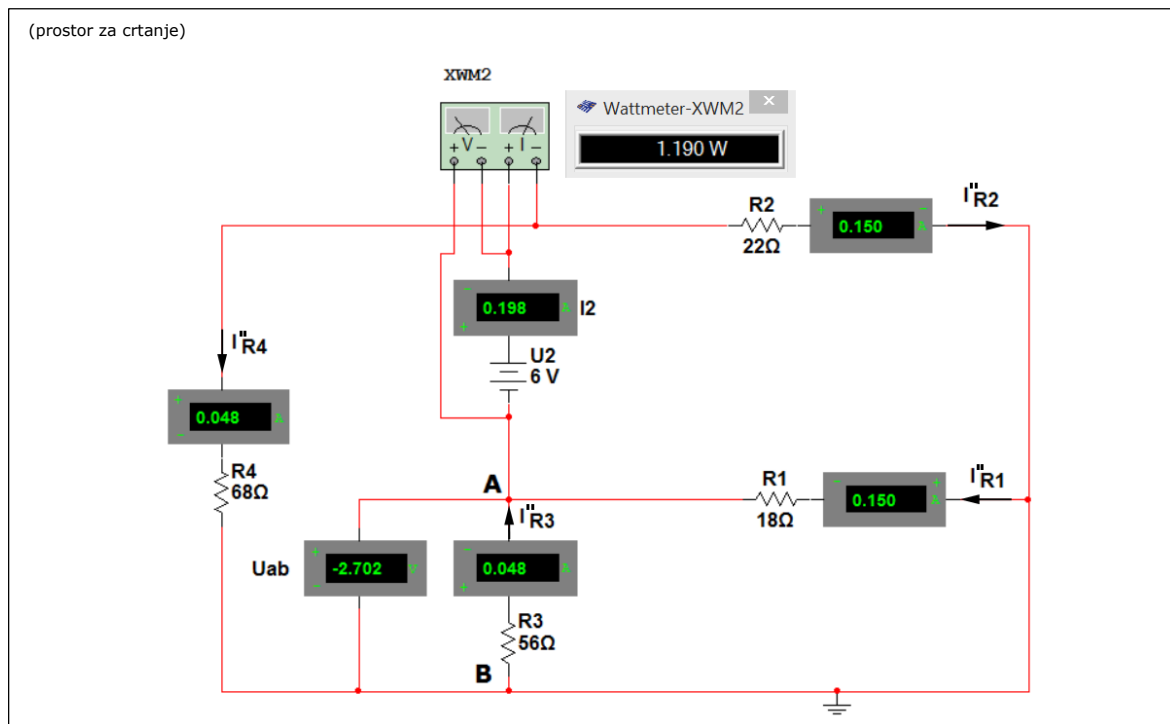 (prostor za crtanje)
XWM2
Wattmeter-XWM2
1.190 W
+ V - + I -
I"R2
R2
+ 0.150 - A
22Ω
- 0.198 + A I2
I"R4
U2
6 V
+ 0.048 - A
R4
68Ω
A
R1
- 0.150 + A
I"R1
18Ω
I"R3
Uab
+ -2.702 - V
- 0.048 + A
R3
56Ω
B